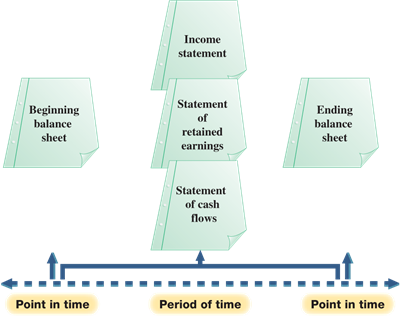 Income
statement
Beginning
balance
sheet
Statement
of
retained
earnings
Ending
balance
sheet
Statement
of cash
flows
Point in time
Period of time
Point in time